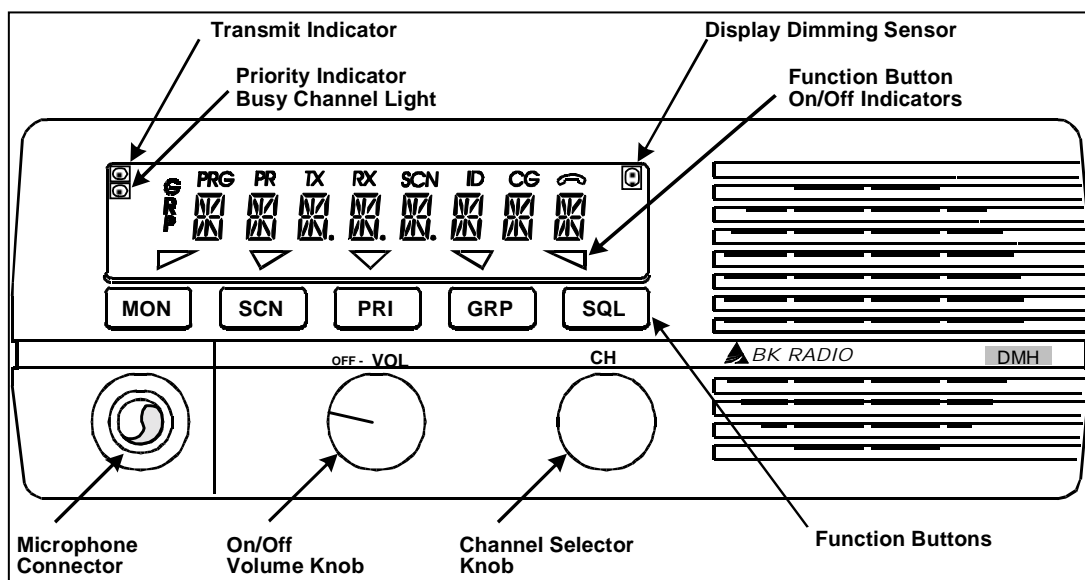 Transmit Indicator
Display Dimming Sensor
Priority Indicator
Busy Channel Light
Function Button
On/Off Indicators
GRP
PRG PR TX RX SCN ID CG
MON SCN PRI GRP SQL
OFF - VOL
CH
BK RADIO
DMH
Microphone
Connector
On/Off
Volume Knob
Channel Selector
Knob
Function Buttons